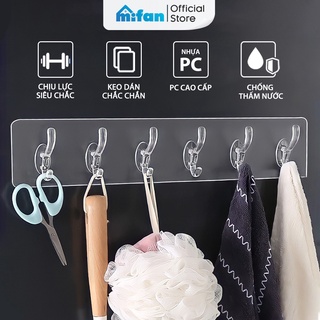 mifan Official Store
CHỊU LỰC
SIÊU CHẮC
KEO DÁN
CHẮC CHẮN
NHỰA
PC
PC CAO CẤP
CHỐNG
THẤM NƯỚC